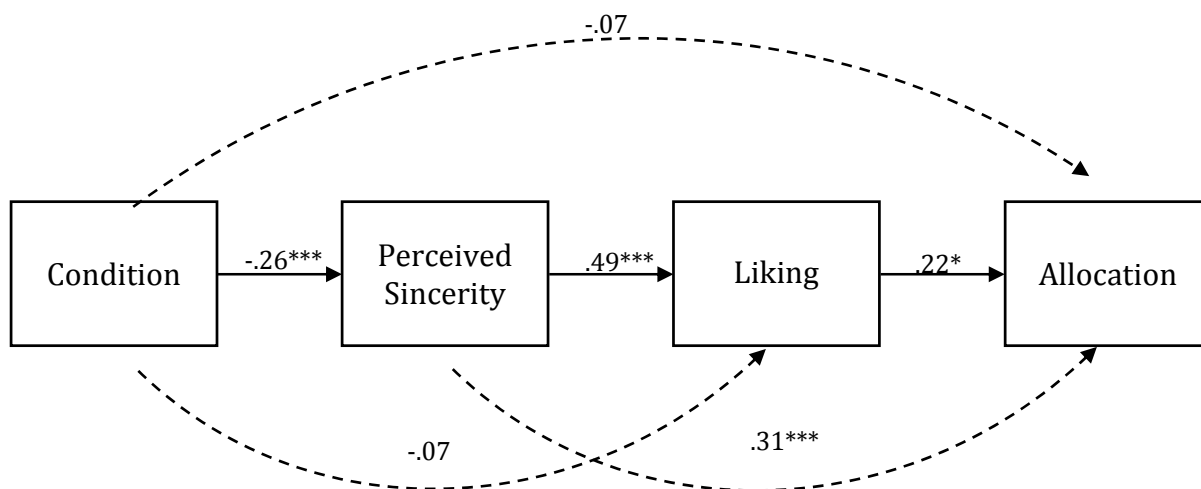 -.07
Condition
-.26***
Perceived
Sincerity
.49***
Liking
.22*
Allocation
-.07
.31***